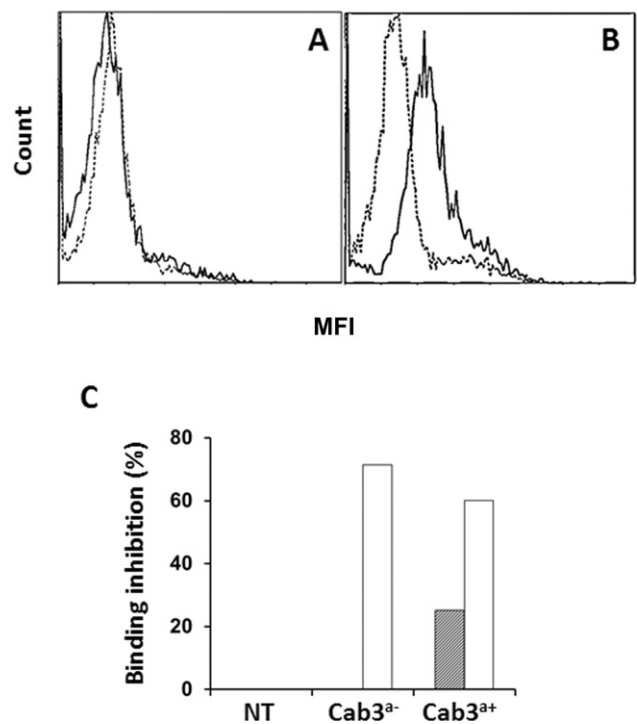 A
B
Count
MFI
C
Binding inhibition (%)
80
60
40
20
0
NT
Cab3ᵃ⁻
Cab3ᵃ⁺